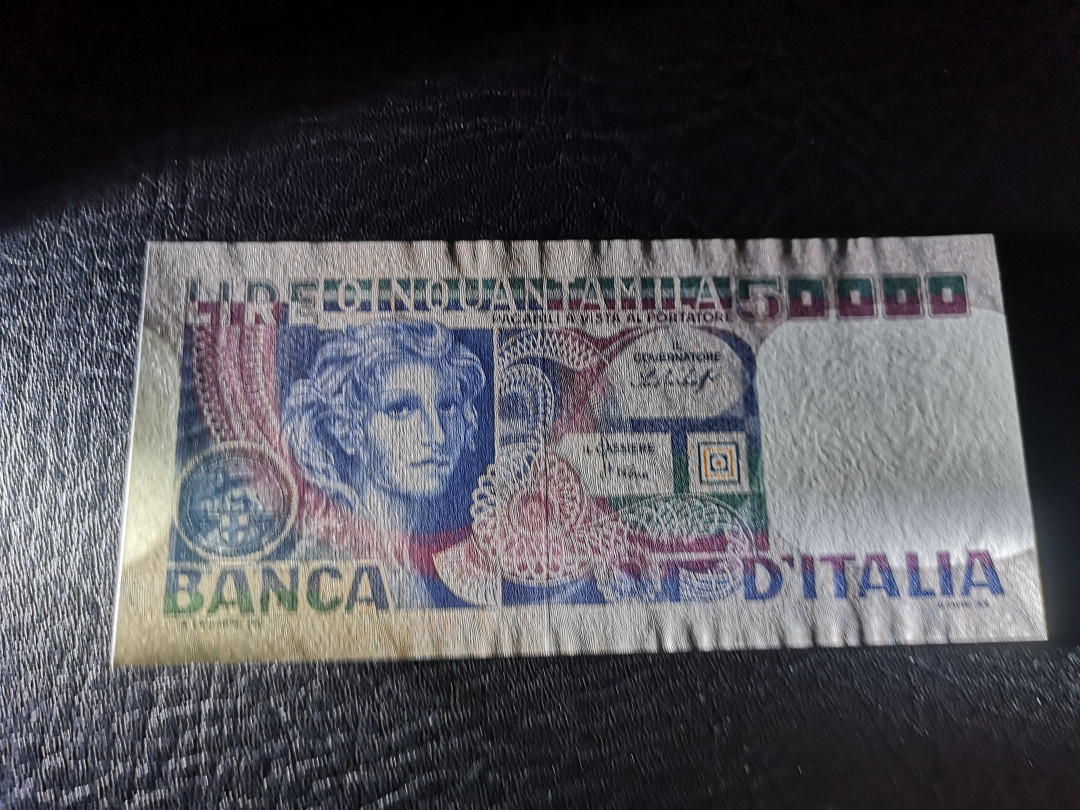 LIRE CINQUANTAMILA 50000
PAGABILI A VISTA AL PORTATORE
IL
GOVERNATORE
IL CASSIERE
BANCA D'ITALIA